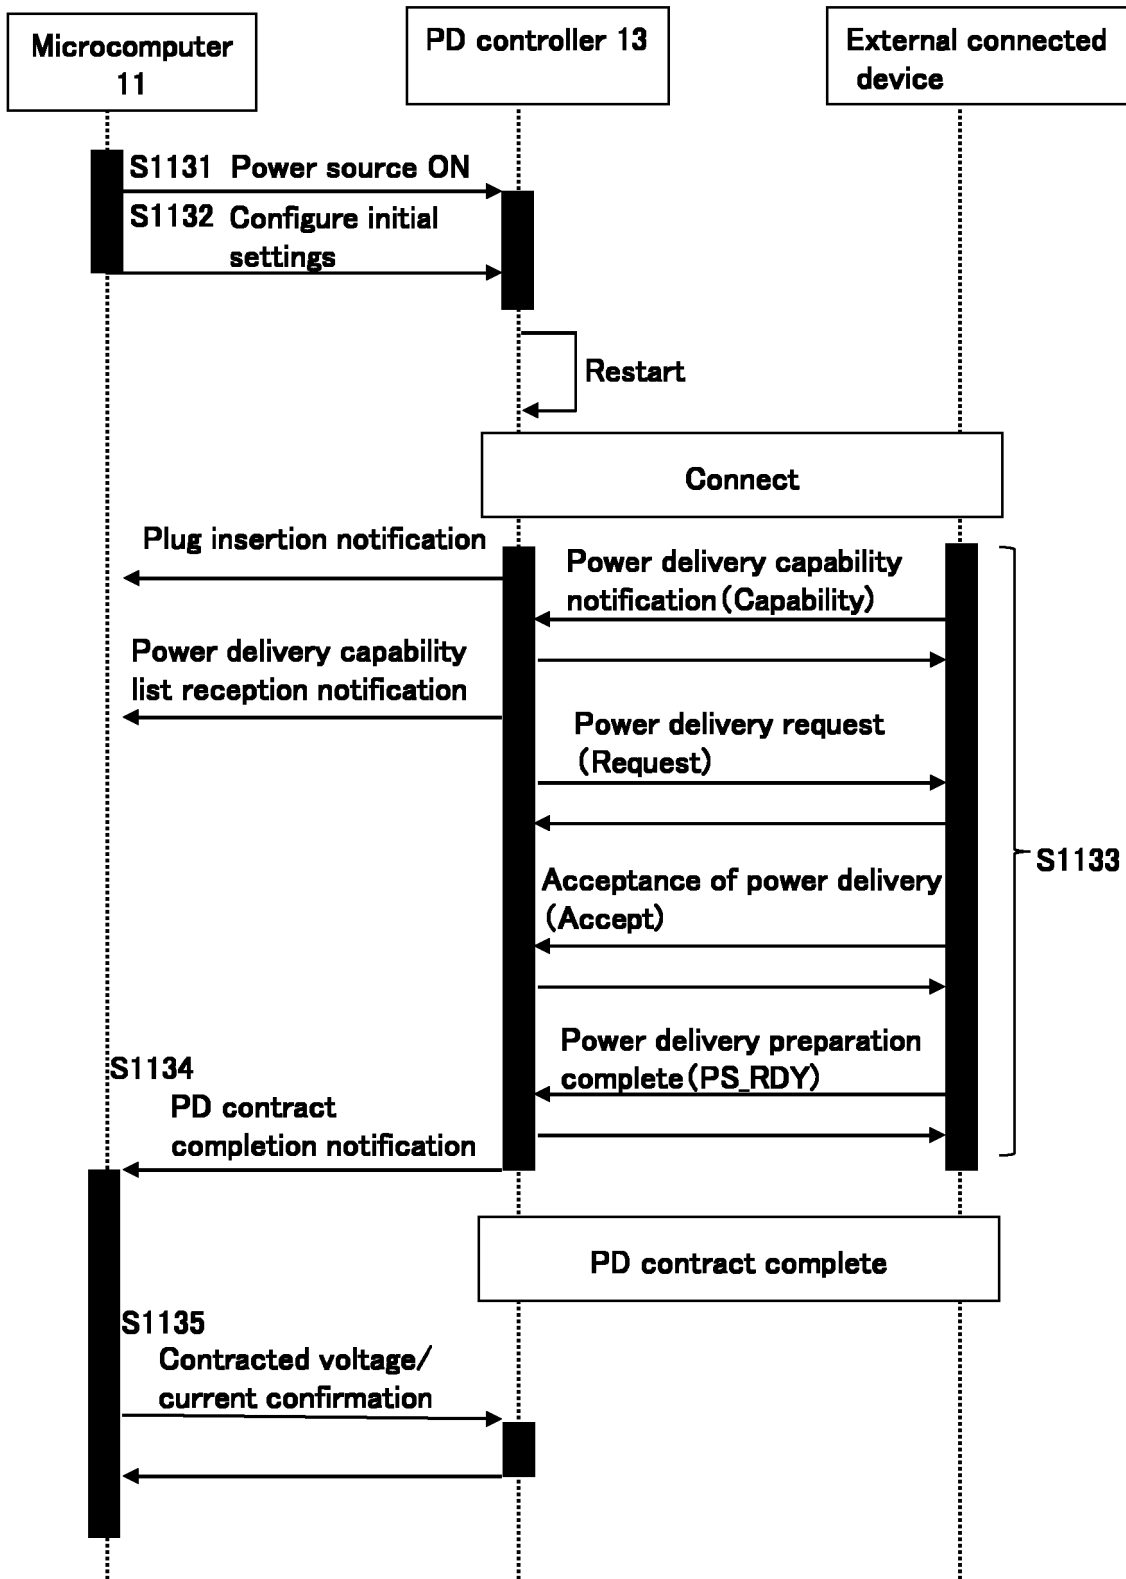 Microcomputer
11
PD controller 13
External connected
device
S1131 Power source ON
S1132 Configure initial
settings
Restart
Connect
Plug insertion notification
Power delivery capability
notification(Capability)
Power delivery capability
list reception notification
Power delivery request
(Request)
S1133
Acceptance of power delivery
(Accept)
Power delivery preparation
complete(PS_RDY)
S1134
PD contract
completion notification
PD contract complete
S1135
Contracted voltage/
current confirmation